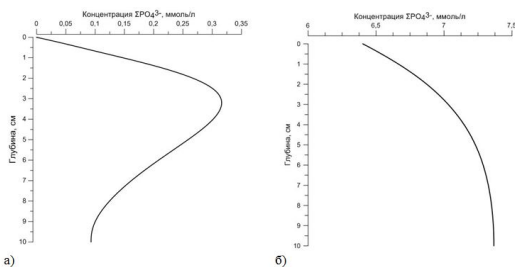 Концентрация ΣPO43-, ммоль/л
0 0,05 0,1 0,15 0,2 0,25 0,3 0,35
Глубина, см
0
1
2
3
4
5
6
7
8
9
10
а)
Концентрация ΣPO43-, ммоль/л
6 6,5 7 7,5
Глубина, см
0
1
2
3
4
5
6
7
8
9
10
б)